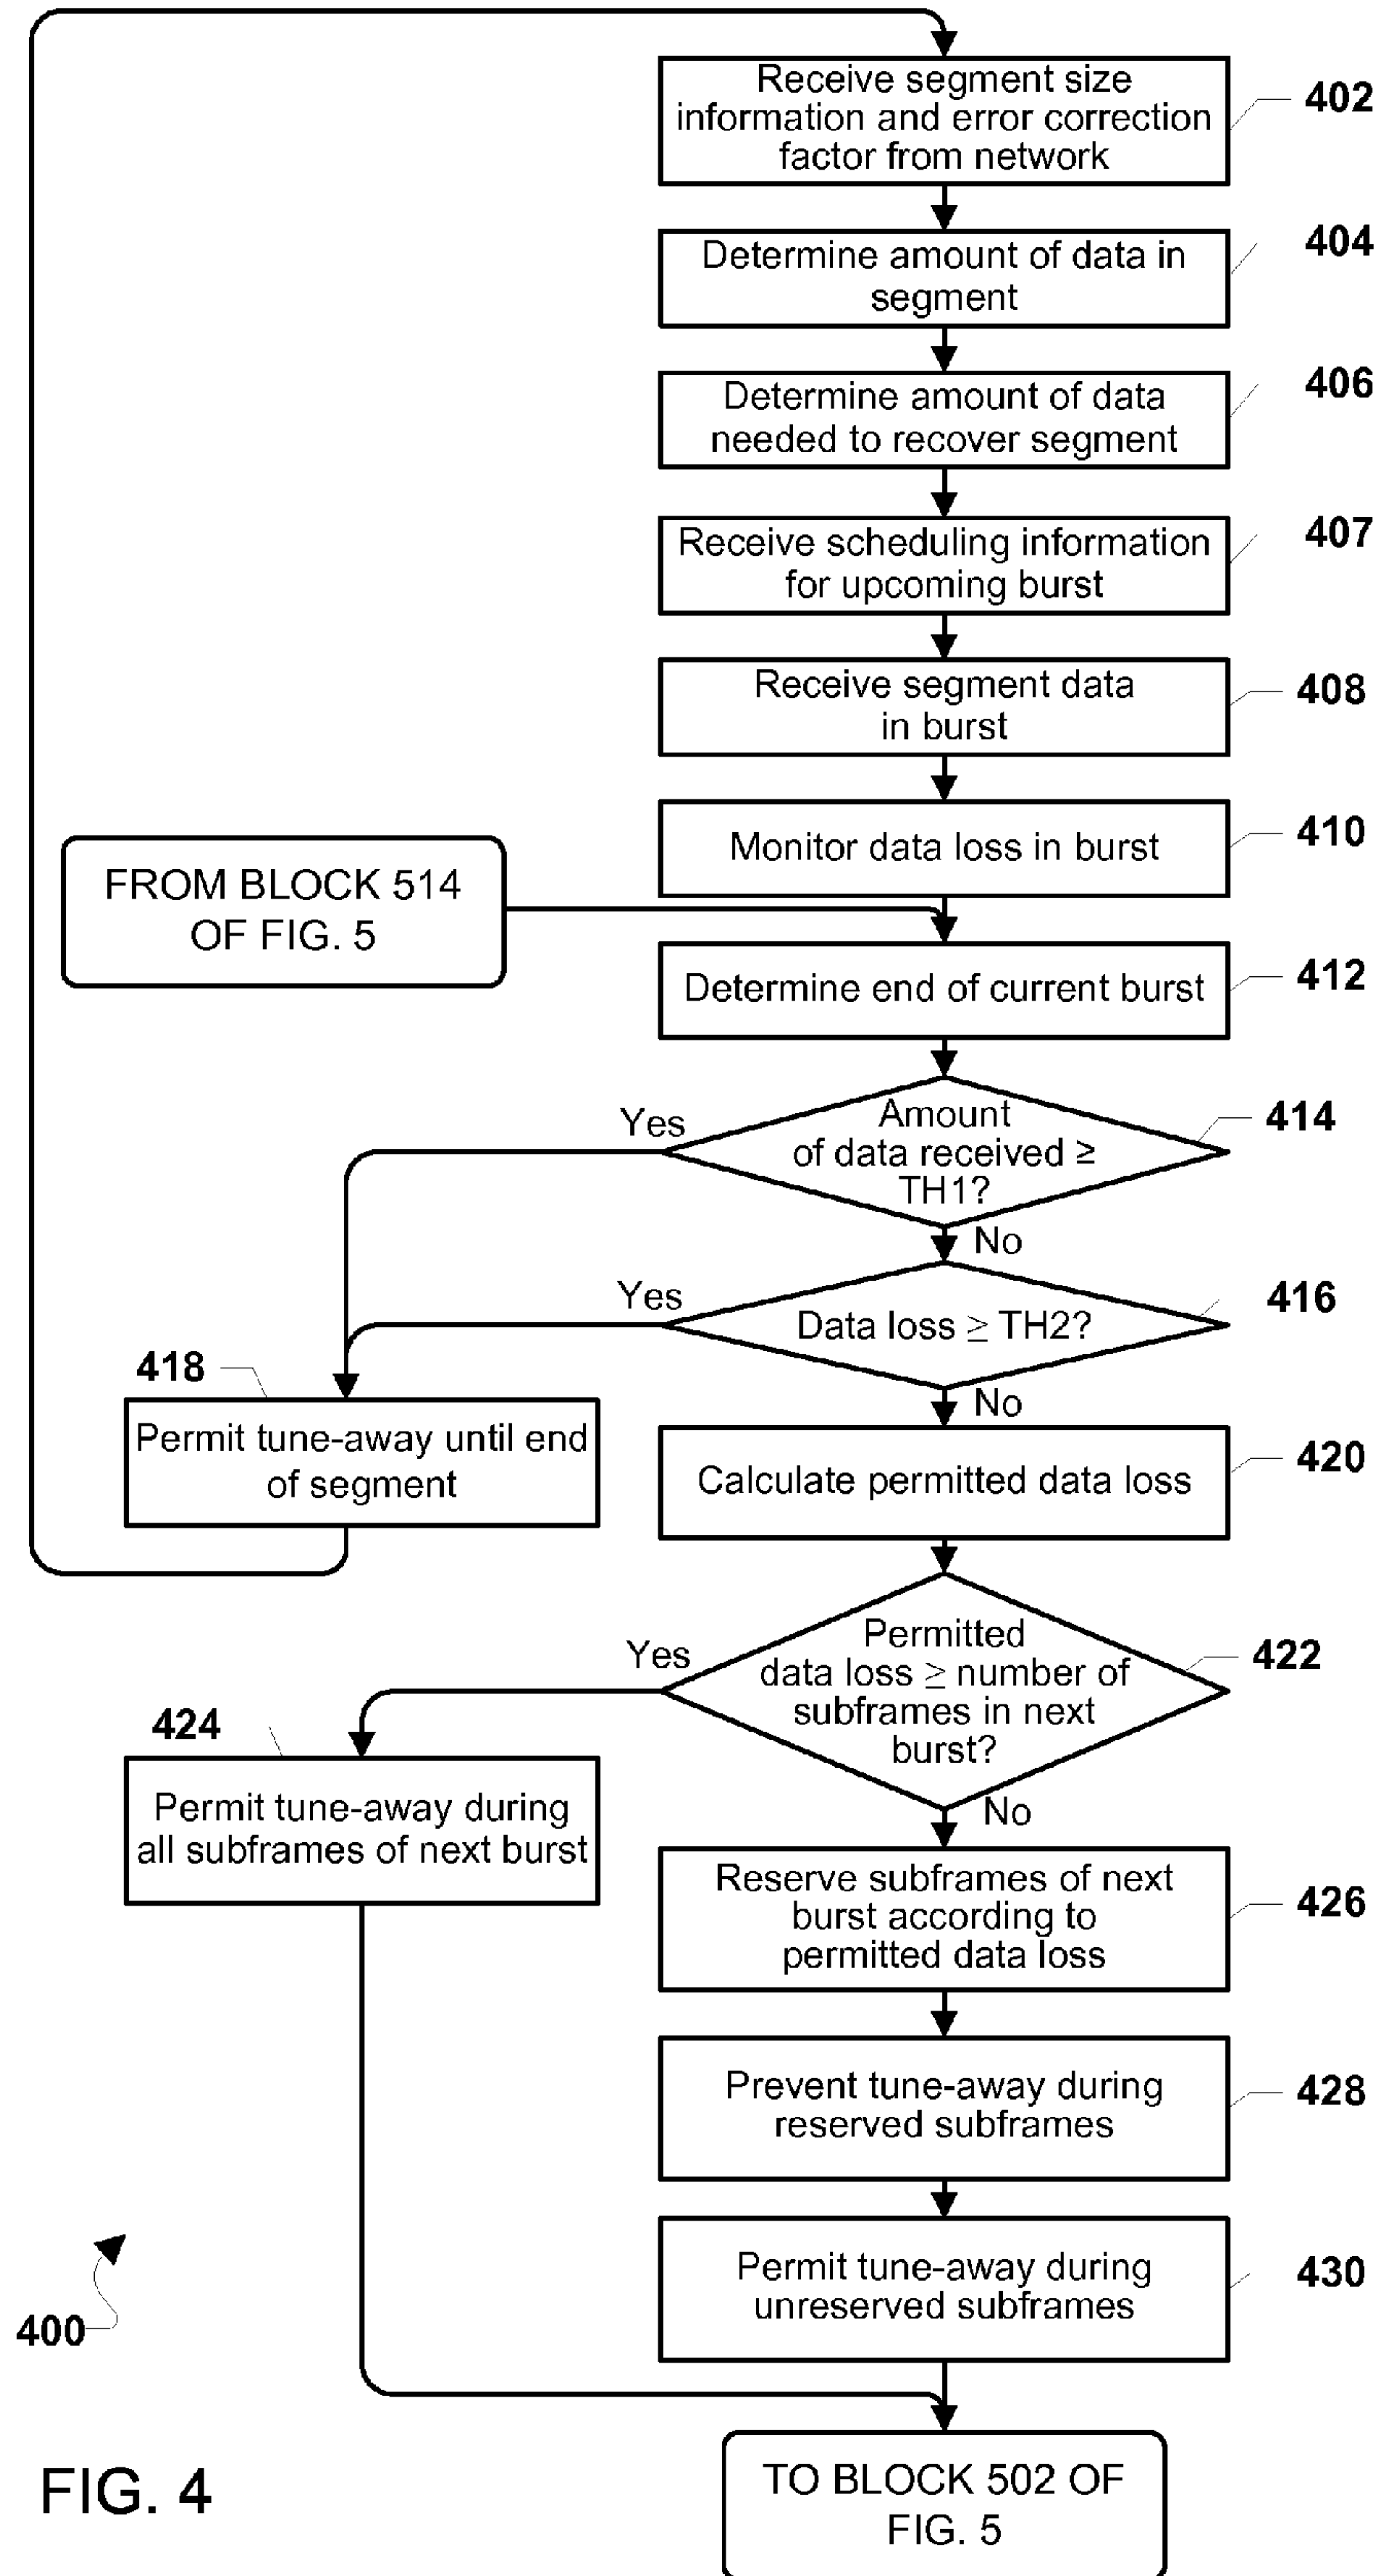 Receive segment size
information and error correction
factor from network
402
Determine amount of data in
segment
404
Determine amount of data
needed to recover segment
406
Receive scheduling information
for upcoming burst
407
Receive segment data
in burst
408
Monitor data loss in burst
410
FROM BLOCK 514
OF FIG. 5
Determine end of current burst
412
Amount
of data received ≥
TH1?
414
Yes
No
Data loss ≥ TH2?
416
Yes
No
418
Permit tune-away until end
of segment
Calculate permitted data loss
420
Permitted
data loss ≥ number of
subframes in next
burst?
422
Yes
No
424
Permit tune-away during
all subframes of next burst
Reserve subframes of next
burst according to
permitted data loss
426
Prevent tune-away during
reserved subframes
428
Permit tune-away during
unreserved subframes
430
400
TO BLOCK 502 OF
FIG. 5
FIG. 4